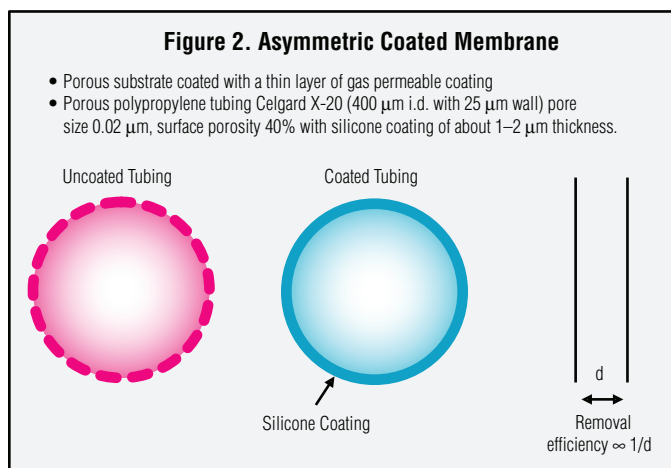 Figure 2. Asymmetric Coated Membrane
• Porous substrate coated with a thin layer of gas permeable coating
• Porous polypropylene tubing Celgard X-20 (400 µm i.d. with 25 µm wall) pore
size 0.02 µm, surface porosity 40% with silicone coating of about 1–2 µm thickness.
Uncoated Tubing
Coated Tubing
d
Silicone Coating
Removal
efficiency ∞ 1/d